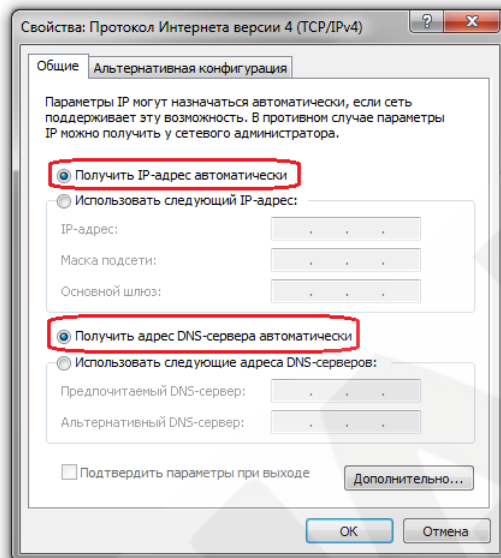 Свойства: Протокол Интернета версии 4 (TCP/IPv4)
Общие
Альтернативная конфигурация
Параметры IP могут назначаться автоматически, если сеть
поддерживает эту возможность. В противном случае параметры
IP можно получить у сетевого администратора.
Получить IP-адрес автоматически
Использовать следующий IP-адрес:
IP-адрес:
Маска подсети:
Основной шлюз:
Получить адрес DNS-сервера автоматически
Использовать следующие адреса DNS-серверов:
Предпочитаемый DNS-сервер:
Альтернативный DNS-сервер:
Подтвердить параметры при выходе
Дополнительно...
ОК
Отмена